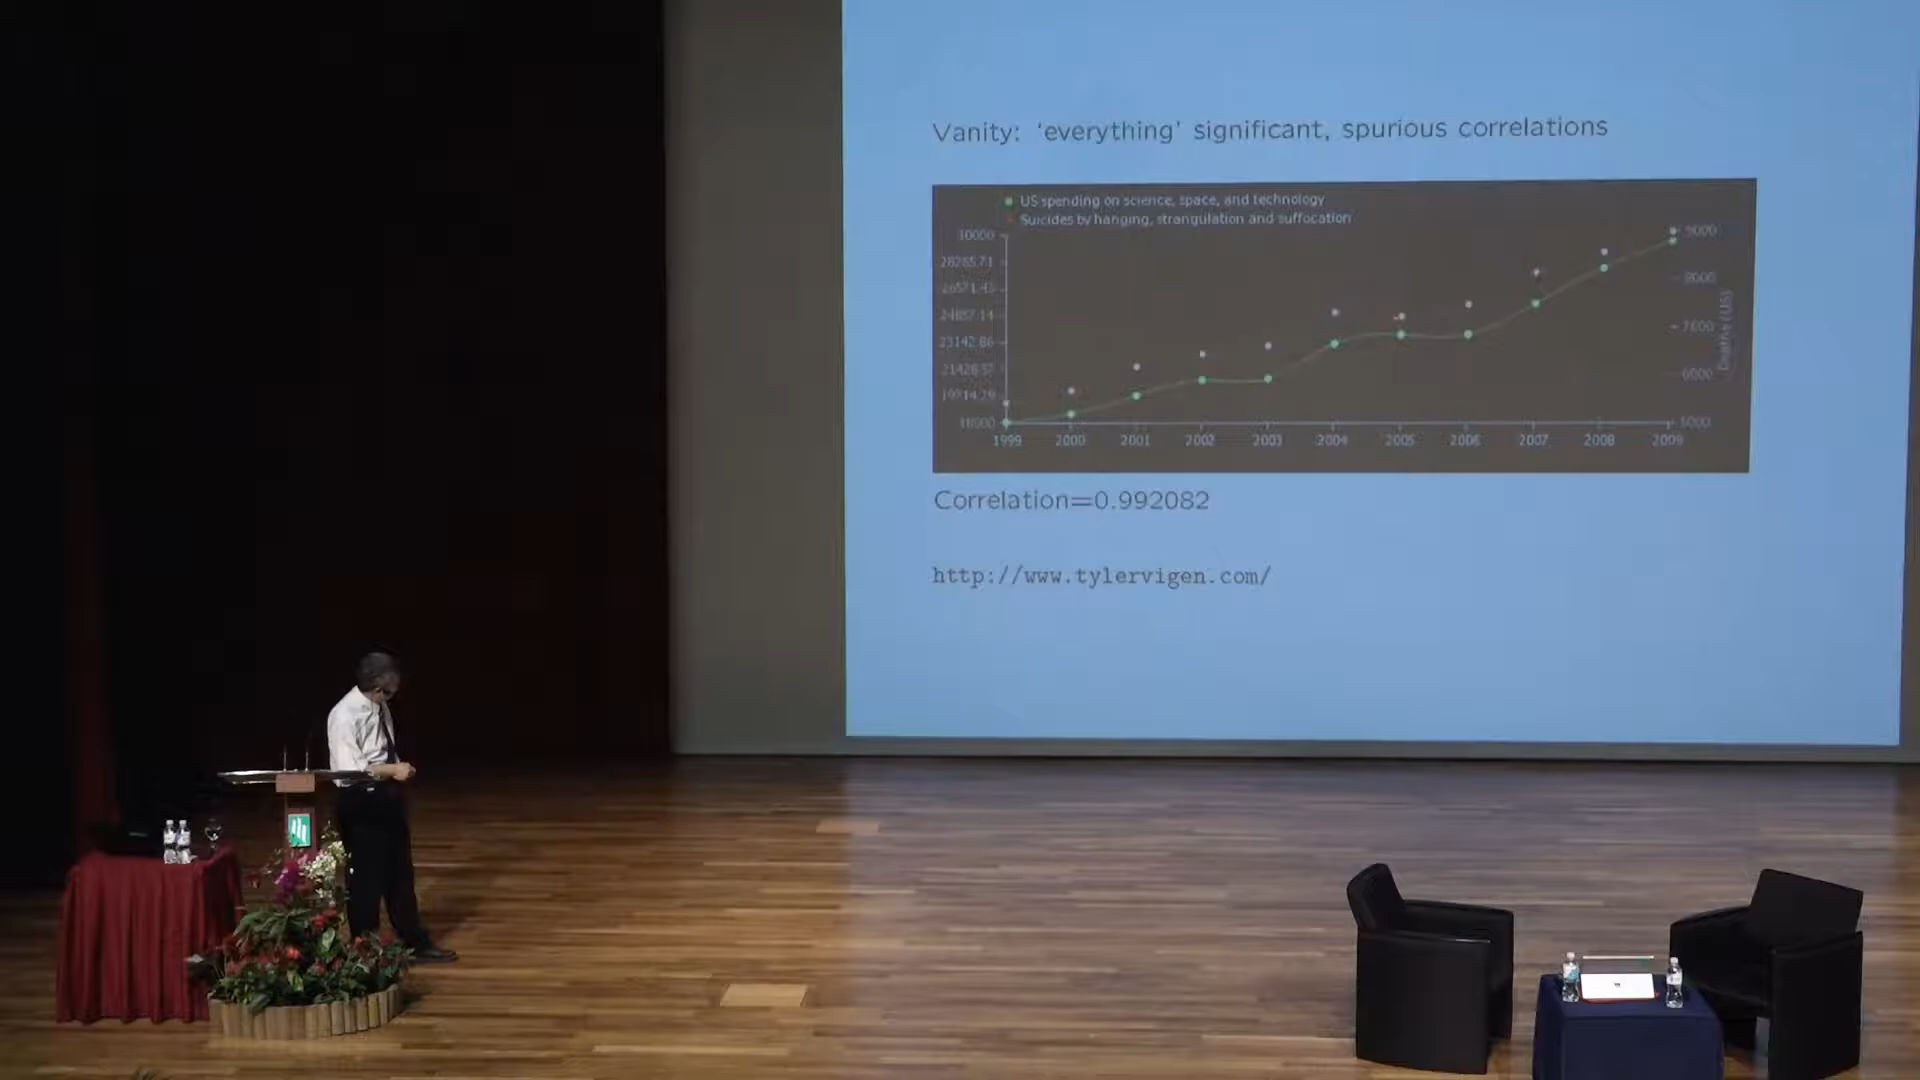 Vanity: ‘everything’ significant, spurious correlations
US spending on science, space, and technology
Suicides by hanging, strangulation and suffocation
30000
28285.71
26571.43
24857.14
23142.86
21428.57
19714.29
18000
9000
8000
7000
6000
5000
Deaths (US)
1999 2000 2001 2002 2003 2004 2005 2006 2007 2008 2009
Correlation=0.992082
http://www.tylervigen.com/